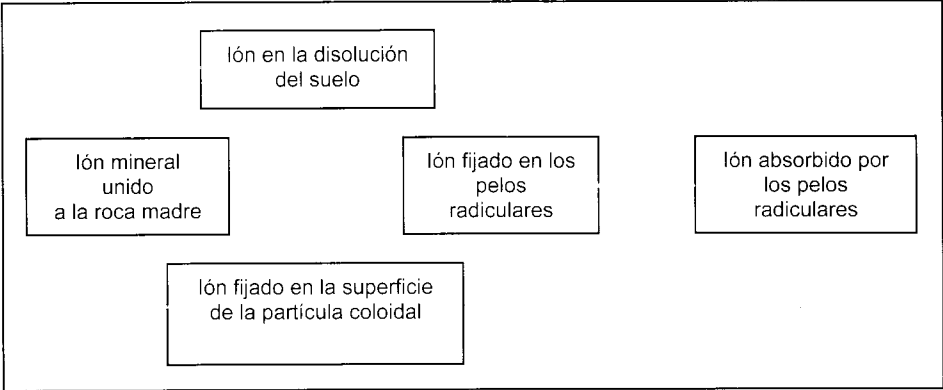 Ión en la disolución
del suelo
Ión mineral
unido
a la roca madre
Ión fijado en los
pelos
radiculares
Ión absorbido por
los pelos
radiculares
Ión fijado en la superficie
de la partícula coloidal